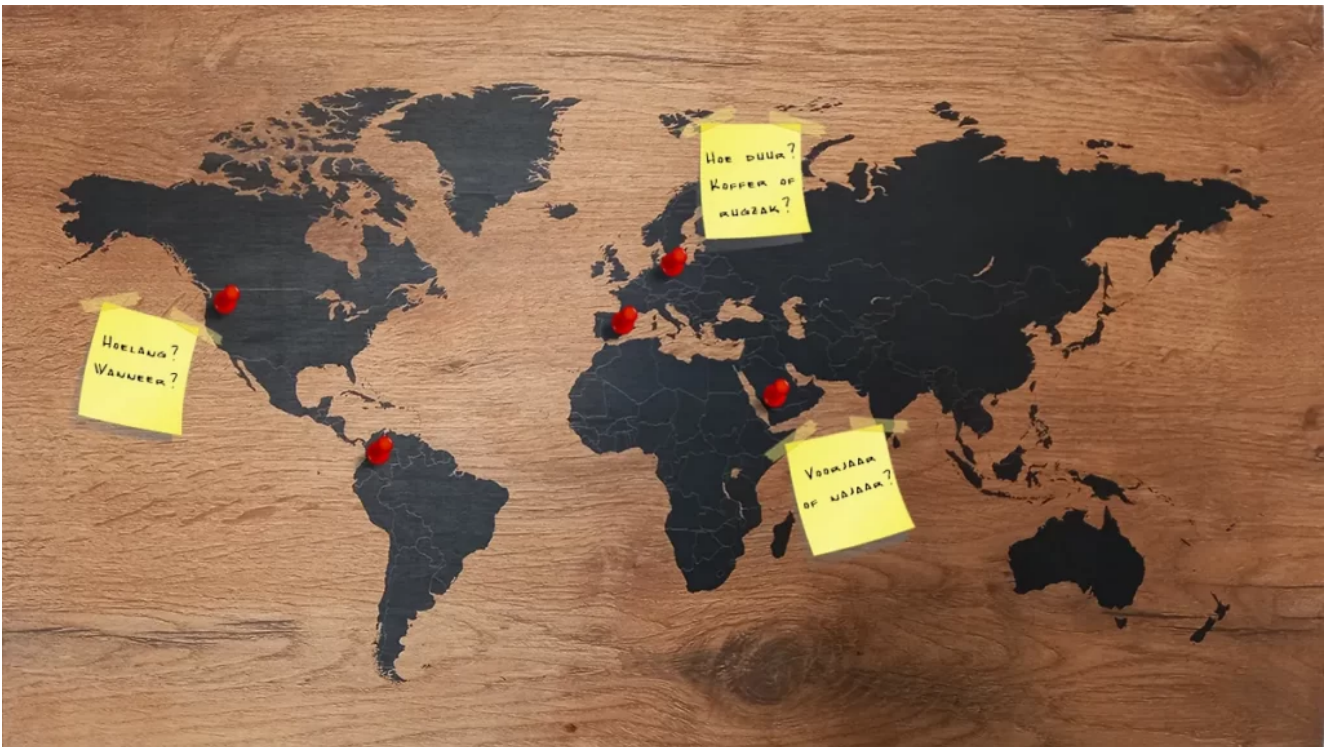 Hoe duur?
Koffer of
rugzak?
Hoelang?
Wanneer?
Voorjaar
of najaar?